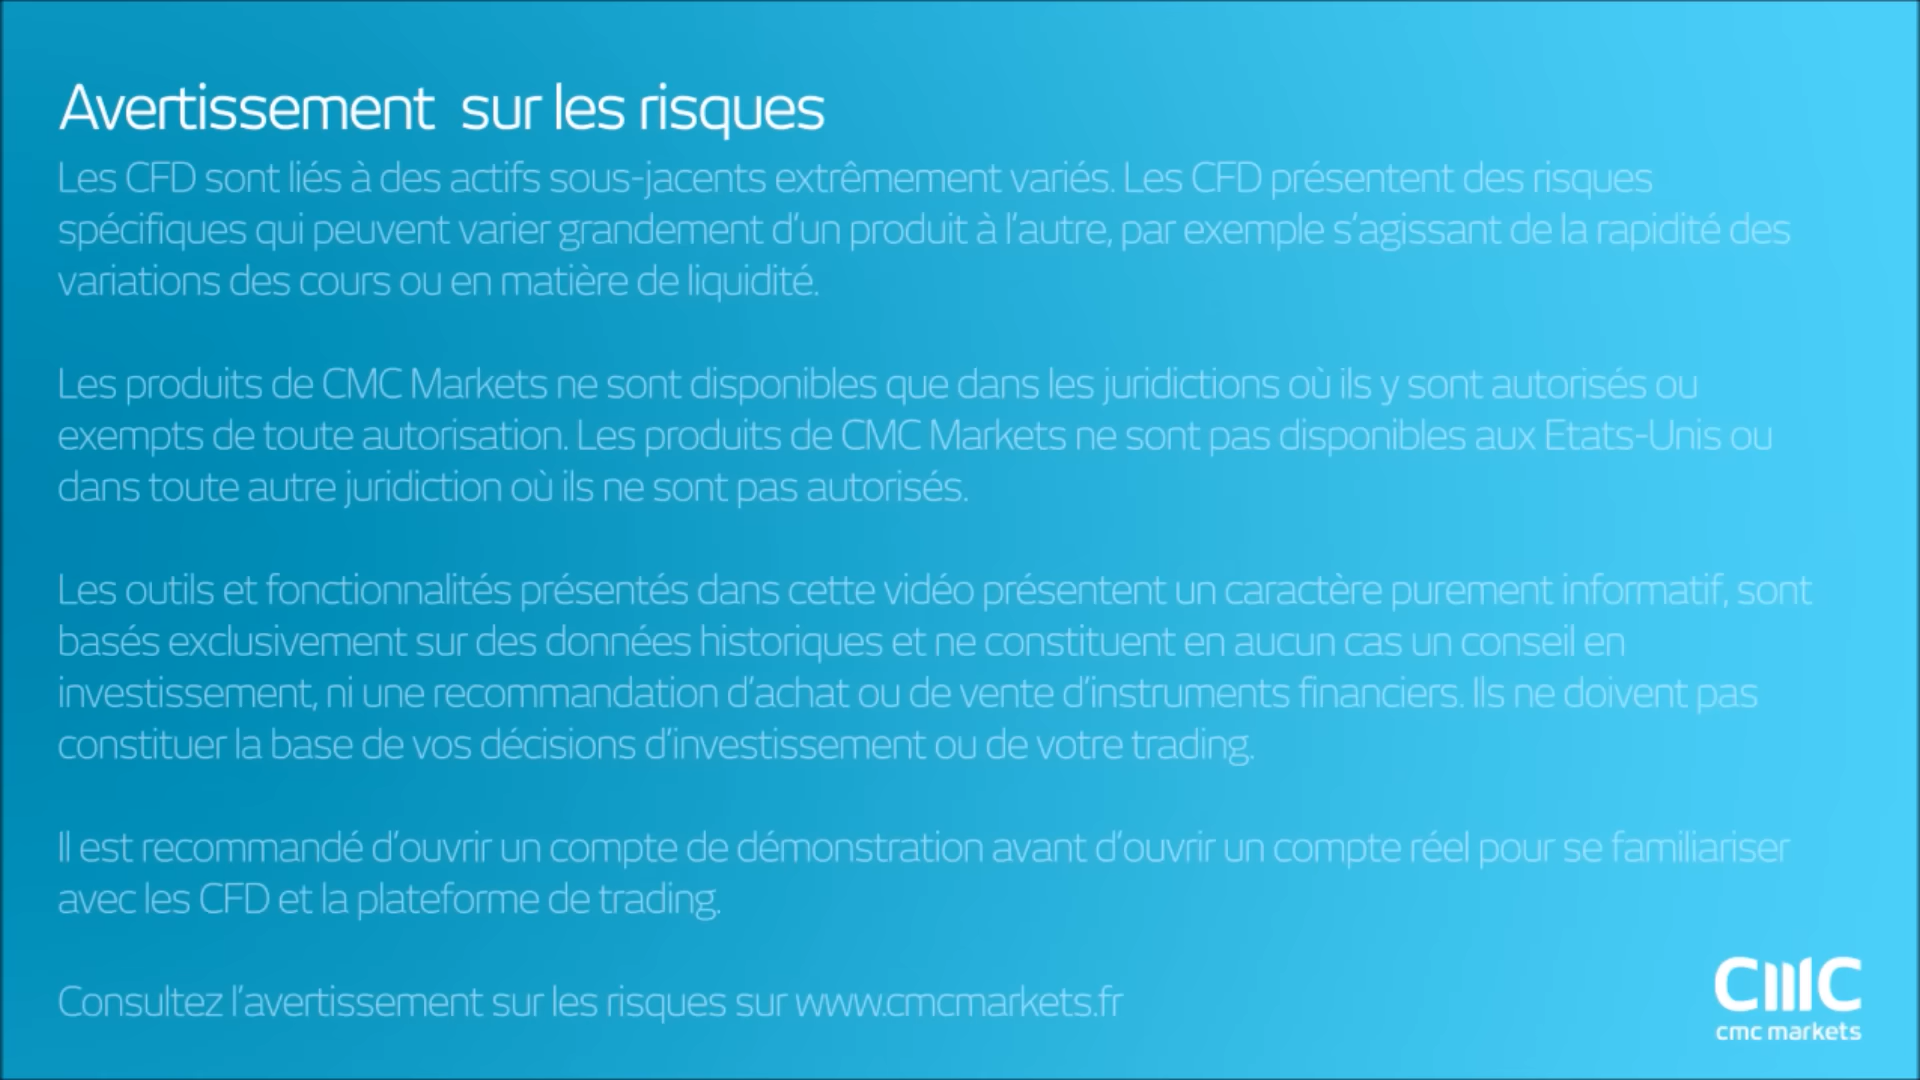 Avertissement sur les risques
Les CFD sont liés à des actifs sous-jacents extrêmement variés. Les CFD présentent des risques
spécifiques qui peuvent varier grandement d’un produit à l’autre, par exemple s’agissant de la rapidité des
variations des cours ou en matière de liquidité.
Les produits de CMC Markets ne sont disponibles que dans les juridictions où ils y sont autorisés ou
exempts de toute autorisation. Les produits de CMC Markets ne sont pas disponibles aux Etats-Unis ou
dans toute autre juridiction où ils ne sont pas autorisés.
Les outils et fonctionnalités présentés dans cette vidéo présentent un caractère purement informatif, sont
basés exclusivement sur des données historiques et ne constituent en aucun cas un conseil en
investissement, ni une recommandation d’achat ou de vente d’instruments financiers. Ils ne doivent pas
constituer la base de vos décisions d’investissement ou de votre trading.
Il est recommandé d’ouvrir un compte de démonstration avant d’ouvrir un compte réel pour se familiariser
avec les CFD et la plateforme de trading.
Consultez l’avertissement sur les risques sur www.cmcmarkets.fr
CMC
cmc markets